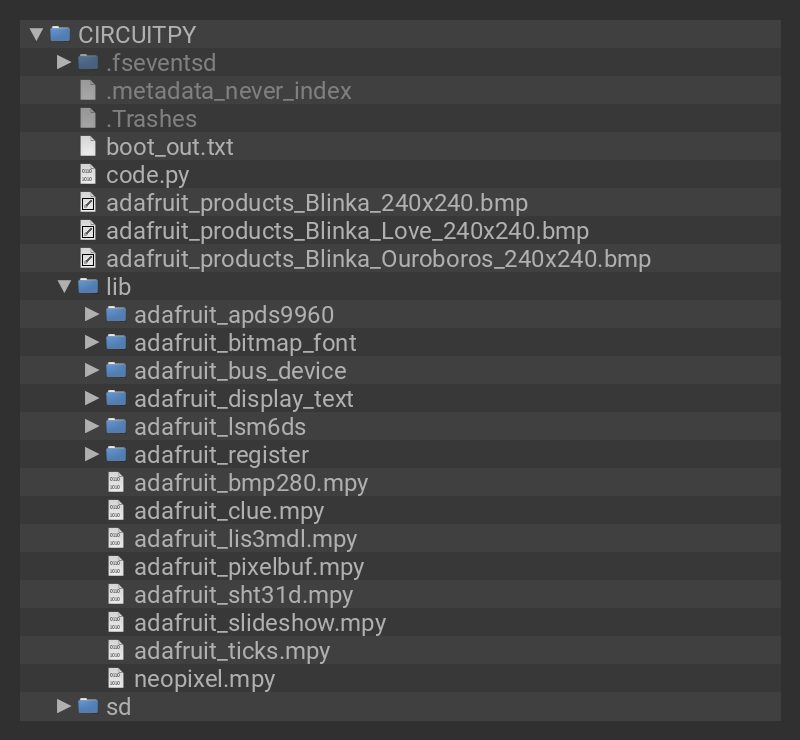 CIRCUITPY
.fseventsd
.metadata_never_index
.Trashes
boot_out.txt
code.py
adafruit_products_Blinka_240x240.bmp
adafruit_products_Blinka_Love_240x240.bmp
adafruit_products_Blinka_Ouroboros_240x240.bmp
lib
adafruit_apds9960
adafruit_bitmap_font
adafruit_bus_device
adafruit_display_text
adafruit_lsm6ds
adafruit_register
adafruit_bmp280.mpy
adafruit_clue.mpy
adafruit_lis3mdl.mpy
adafruit_pixelbuf.mpy
adafruit_sht31d.mpy
adafruit_slideshow.mpy
adafruit_ticks.mpy
neopixel.mpy
sd